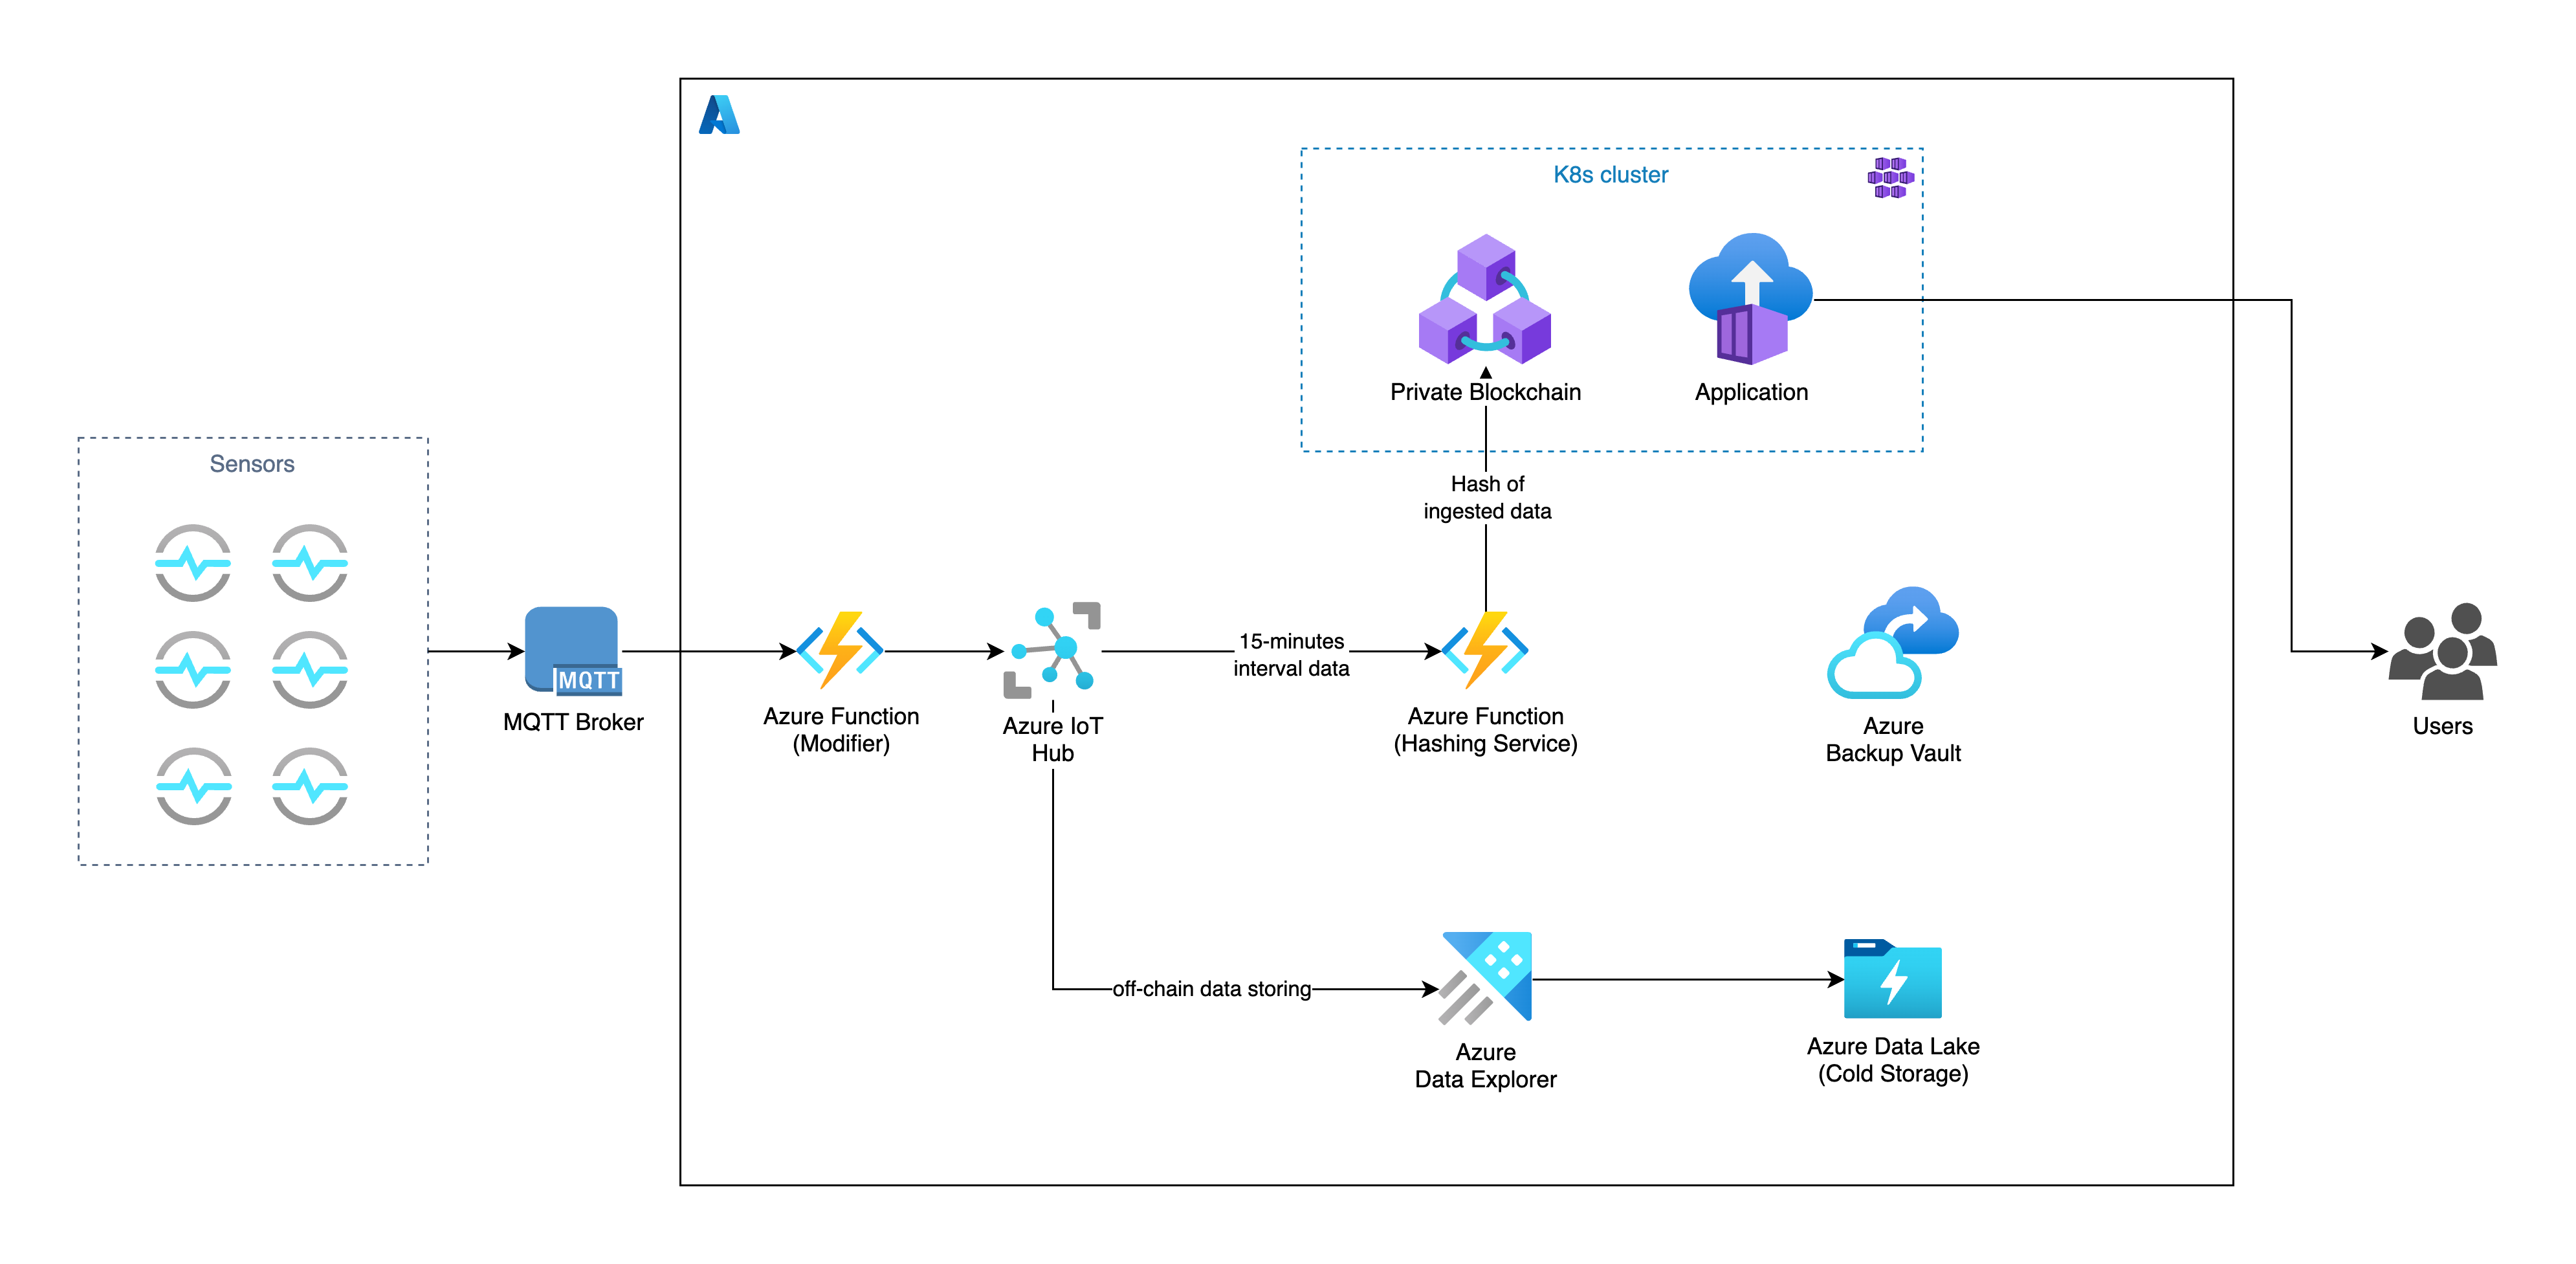 K8s cluster
Private Blockchain
Application
Sensors
Hash of
ingested data
15-minutes
interval data
MQTT
MQTT Broker
Azure Function
(Modifier)
Azure IoT
Hub
Azure Function
(Hashing Service)
Azure
Backup Vault
Users
off-chain data storing
Azure
Data Explorer
Azure Data Lake
(Cold Storage)